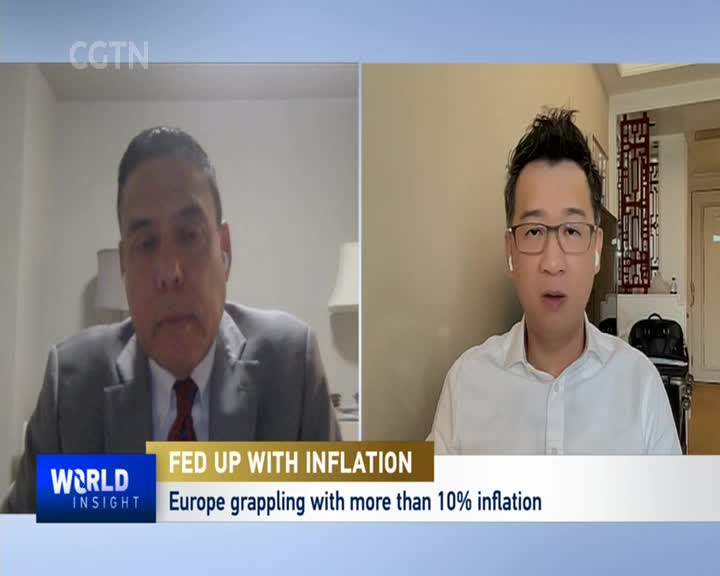 CGTN
FED UP WITH INFLATION
WORLD
INSIGHT
Europe grappling with more than 10% inflation